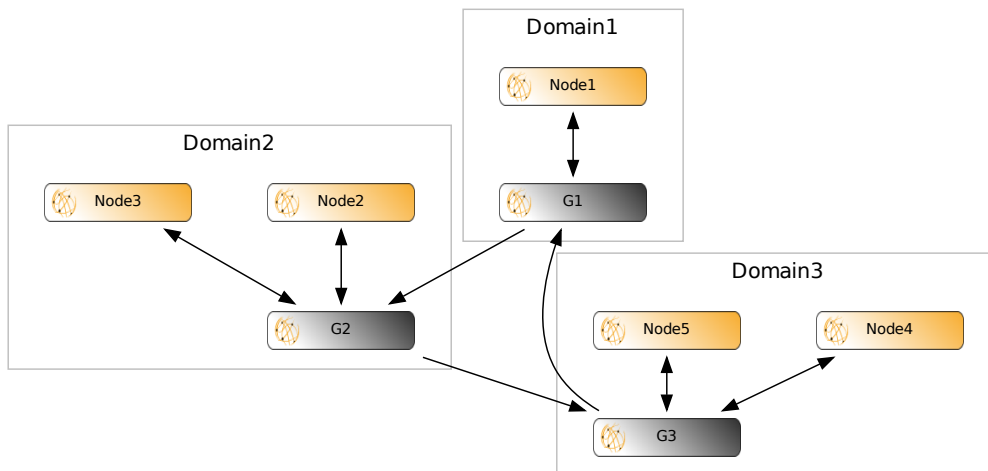 Domain1
Node1
G1
Domain2
Node3
Node2
G2
Domain3
Node5
Node4
G3